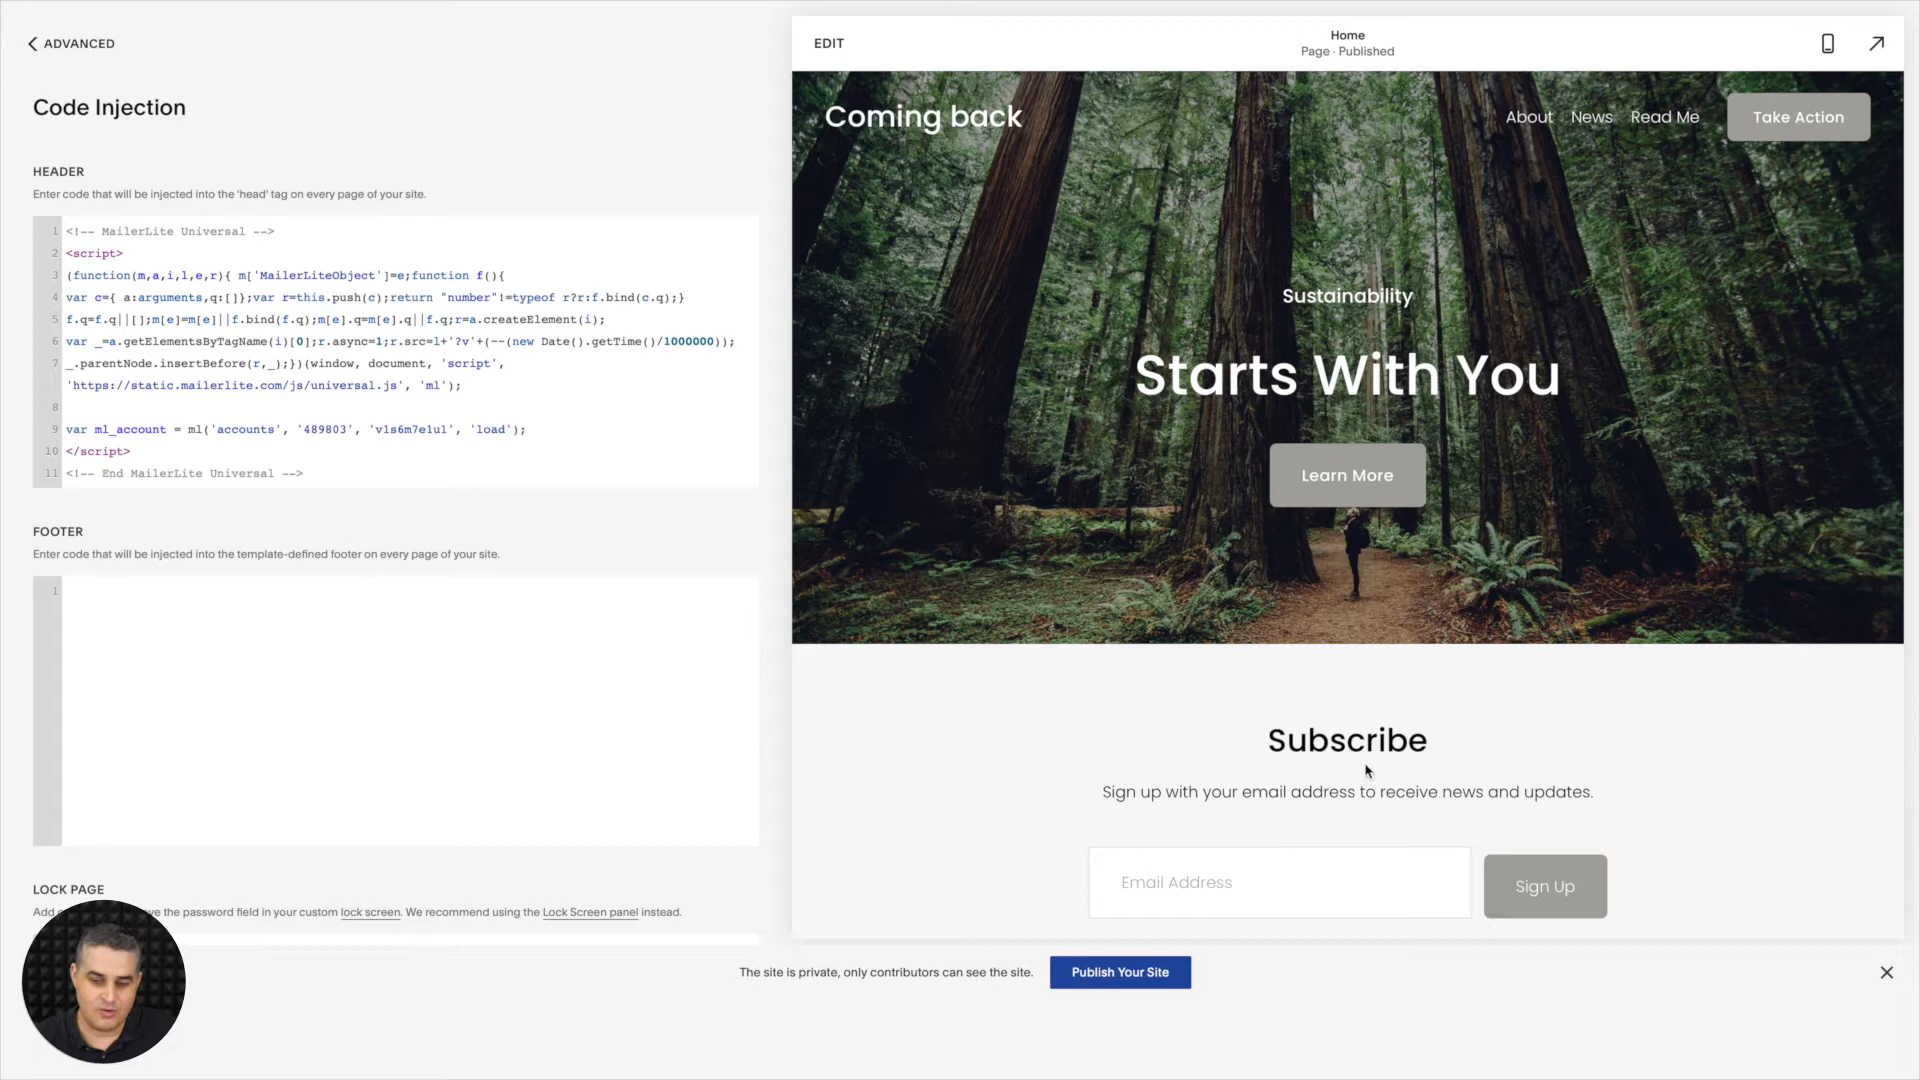 ADVANCED
Code Injection
HEADER
Enter code that will be injected into the 'head' tag on every page of your site.
1 <!-- MailerLite Universal -->
2 <script>
3 (function(m,a,i,l,e,r){ m['MailerLiteObject']=e;function f(){
4 var c={ a:arguments,q:[]};var r=this.push(c);return "number"!=typeof r?r:f.bind(c.q);}
5 f.q=f.q||[];m[e]=m[e]||f.bind(f.q);m[e].q=m[e].q||f.q;r=a.createElement(i);
6 var _=a.getElementsByTagName(i)[0];r.async=1;r.src=l+'?v'+(~~(new Date().getTime()/1000000));
7 _.parentNode.insertBefore(r,_);})(window, document, 'script',
'https://static.mailerlite.com/js/universal.js', 'ml');
8
9 var ml_account = ml('accounts', '489803', 'v1s6m7e1u1', 'load');
10 </script>
11 <!-- End MailerLite Universal -->
FOOTER
Enter code that will be injected into the template-defined footer on every page of your site.
1
LOCK PAGE
Add ve the password field in your custom lock screen. We recommend using the Lock Screen panel instead.
EDIT
Home
Page · Published
Coming back
About News Read Me Take Action
Sustainability
Starts With You
Learn More
Subscribe
Sign up with your email address to receive news and updates.
Email Address
Sign Up
The site is private, only contributors can see the site.
Publish Your Site